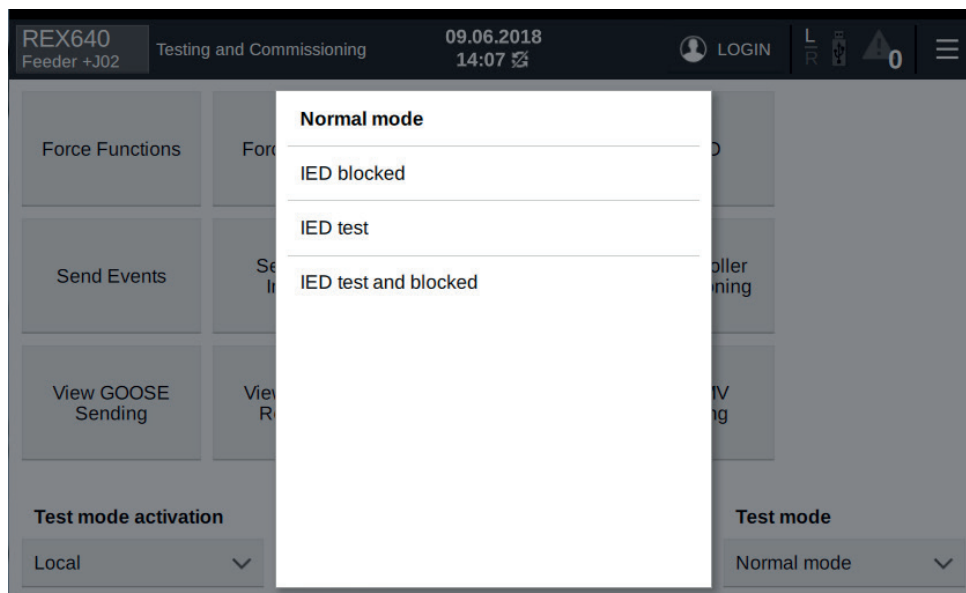 REX640
Feeder +J02
Testing and Commissioning
09.06.2018
14:07
LOGIN
L
R
0
Normal mode
IED blocked
IED test
IED test and blocked
Force Functions
Send Events
View GOOSE
Sending
Test mode activation
Local
Test mode
Normal mode